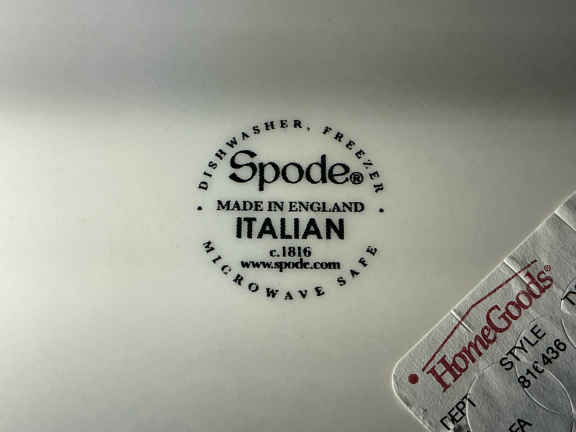 DISHWASHER, FREEZER
Spode®
• MADE IN ENGLAND •
ITALIAN
c.1816
www.spode.com
MICROWAVE SAFE
HomeGoods®
DEPT STYLE